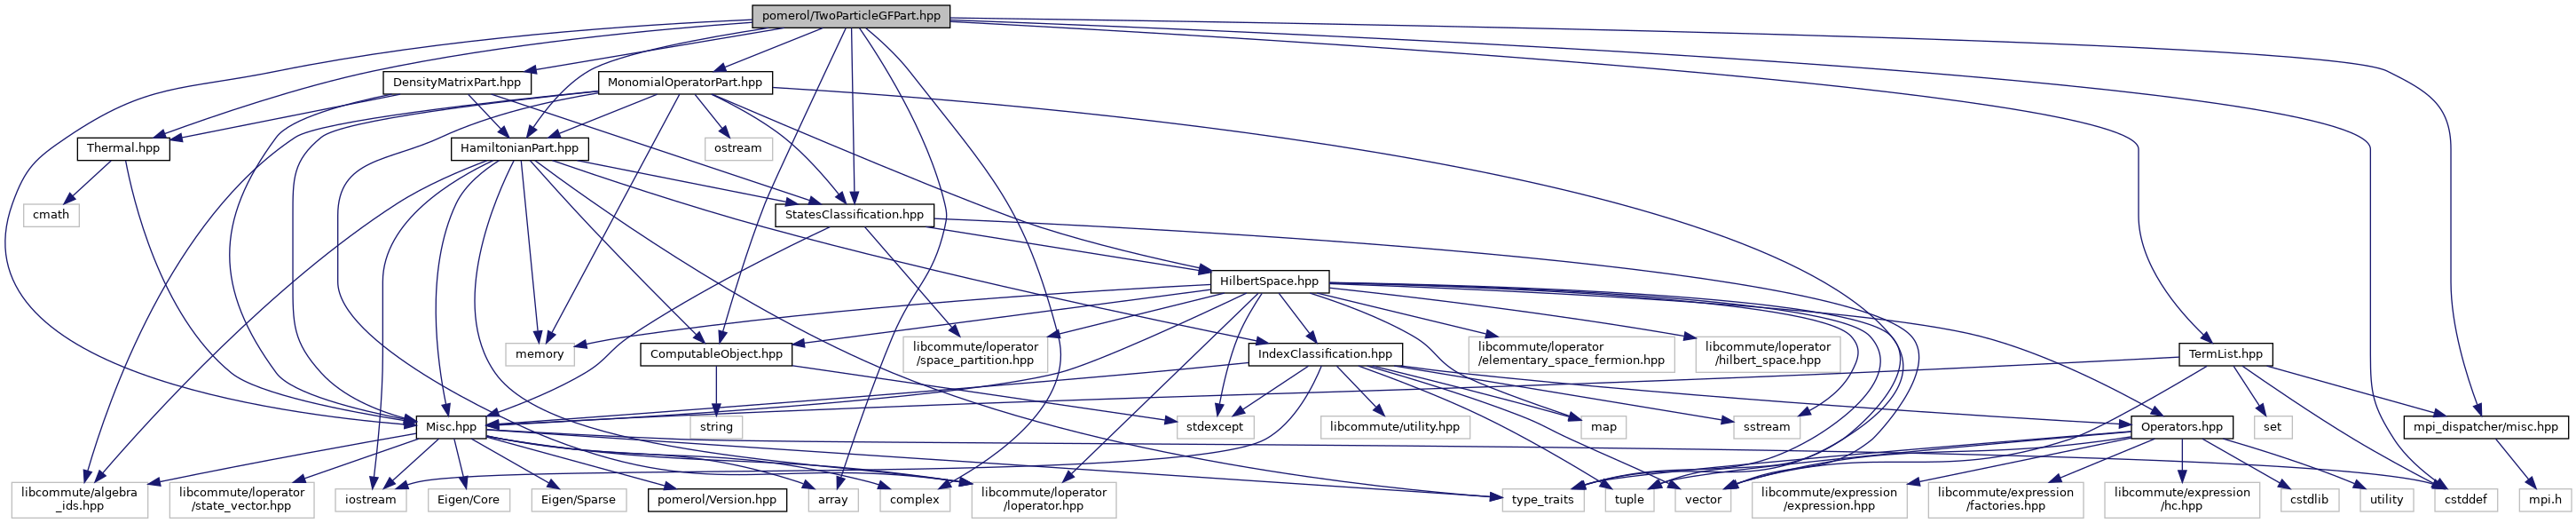 pomerol/TwoParticleGFPart.hpp
DensityMatrixPart.hpp
MonomialOperatorPart.hpp
Thermal.hpp
HamiltonianPart.hpp
ostream
cmath
StatesClassification.hpp
HilbertSpace.hpp
memory
ComputableObject.hpp
libcommute/loperator
/space_partition.hpp
IndexClassification.hpp
libcommute/loperator
/elementary_space_fermion.hpp
libcommute/loperator
/hilbert_space.hpp
TermList.hpp
Misc.hpp
string
stdexcept
libcommute/utility.hpp
map
sstream
Operators.hpp
set
mpi_dispatcher/misc.hpp
libcommute/algebra
_ids.hpp
libcommute/loperator
/state_vector.hpp
iostream
Eigen/Core
Eigen/Sparse
pomerol/Version.hpp
array
complex
libcommute/loperator
/loperator.hpp
type_traits
tuple
vector
libcommute/expression
/expression.hpp
libcommute/expression
/factories.hpp
libcommute/expression
/hc.hpp
cstdlib
utility
cstddef
mpi.h